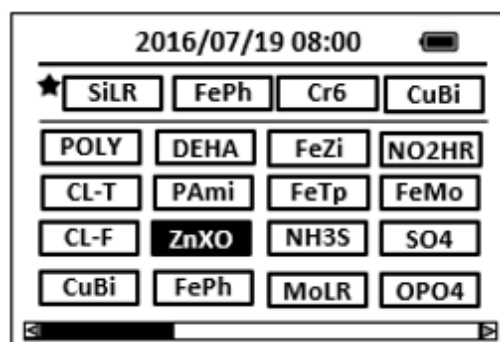 2016/07/19 08:00
SiLR FePh Cr6 CuBi
POLY DEHA FeZi NO2HR
CL-T PAmi FeTp FeMo
CL-F ZnXO NH3S SO4
CuBi FePh MoLR OPO4